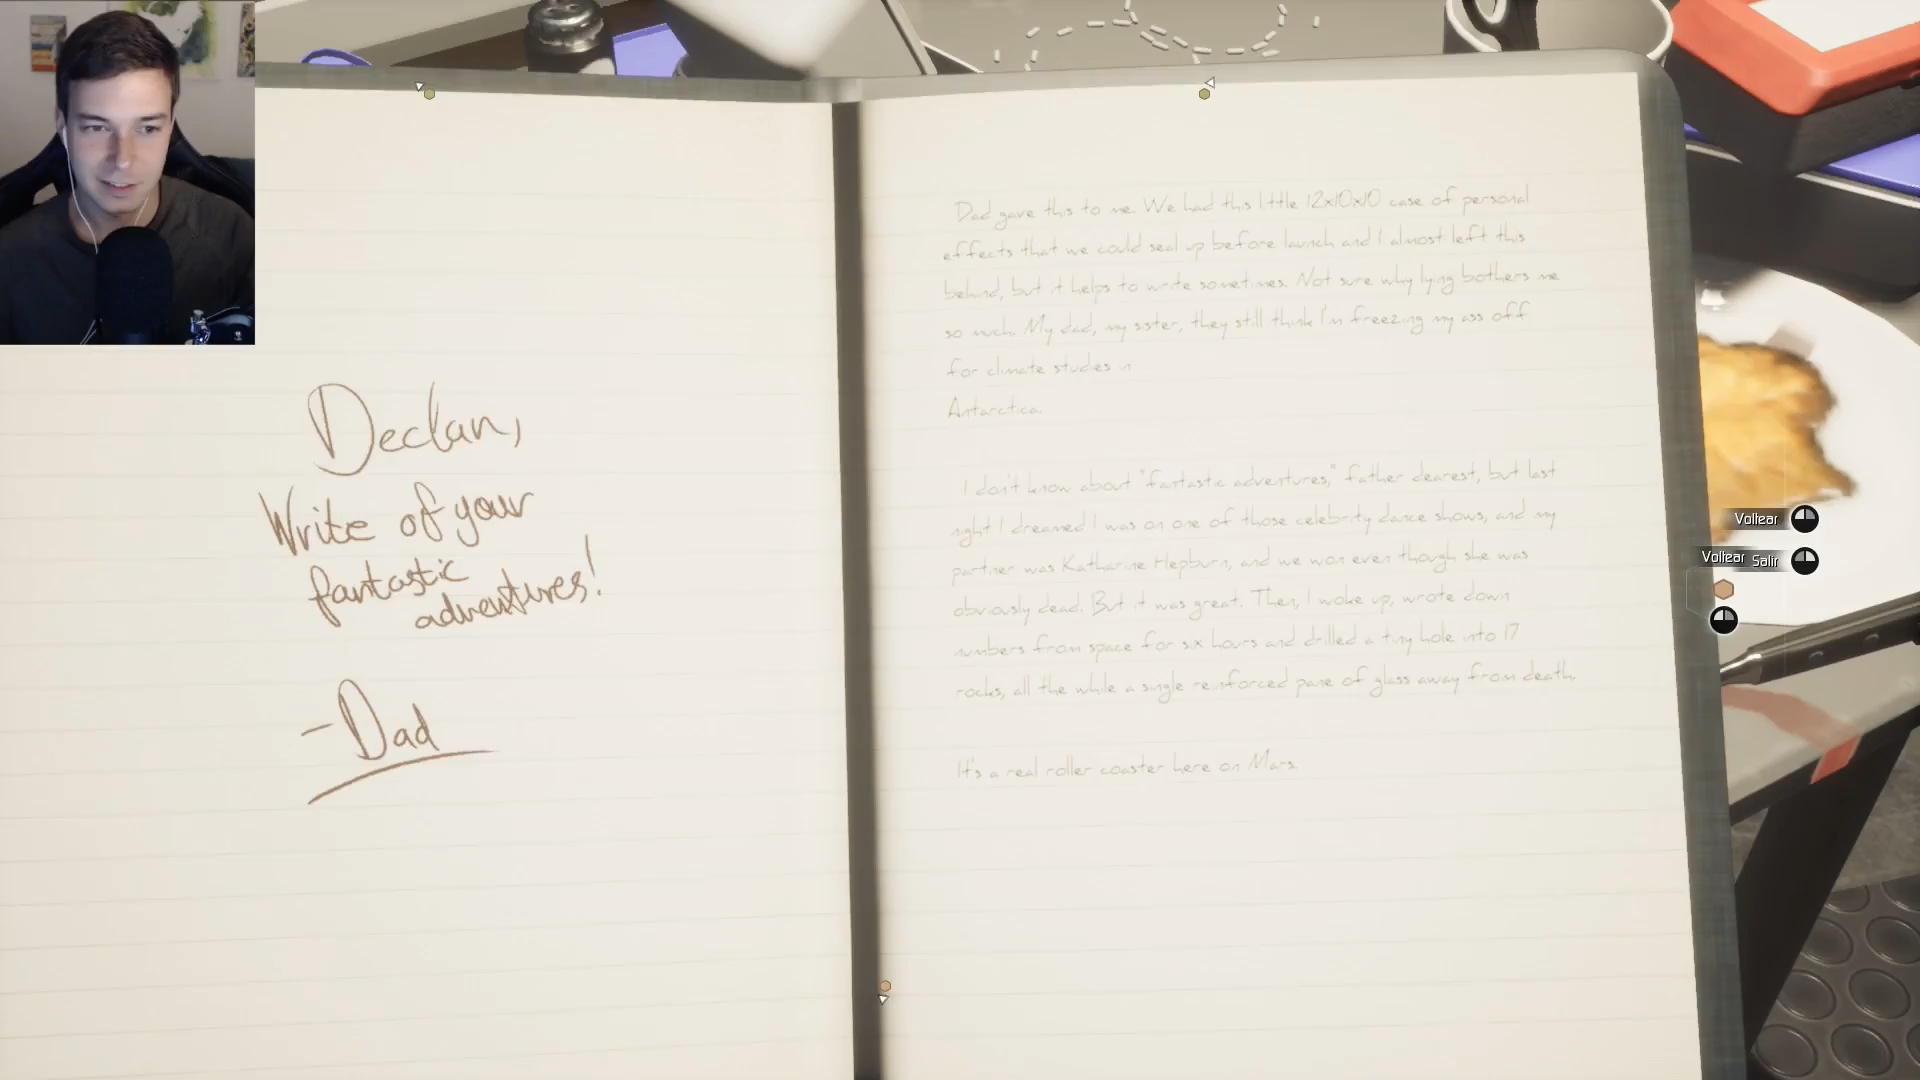 Declan,
Write of your
fantastic
adventures!
-Dad
Dad gave this to me. We had this little 12x10x10 case of personal
effects that we could seal up before launch and I almost left this
behind, but it helps to write sometimes. Not sure why lying bothers me
so much. My dad, my sister, they still think I'm freezing my ass off
for climate studies in
Antarctica.
I don't know about "fantastic adventures," father dearest, but last
night I dreamed I was on one of those celebrity dance shows, and my
partner was Katharine Hepburn, and we won even though she was
obviously dead. But it was great. Then, I woke up, wrote down
numbers from space for six hours and drilled a tiny hole into 17
rocks, all the while a single reinforced pane of glass away from death.
It's a real roller coaster here on Mars.
Voltear
Voltear Salir